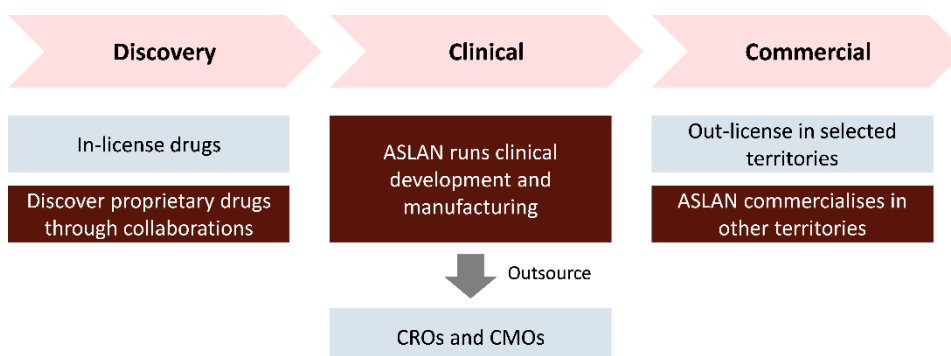 Discovery
Clinical
Commercial
In-license drugs
Discover proprietary drugs
through collaborations
ASLAN runs clinical
development and
manufacturing
Out-license in selected
territories
ASLAN commercialises in
other territories
Outsource
CROs and CMOs